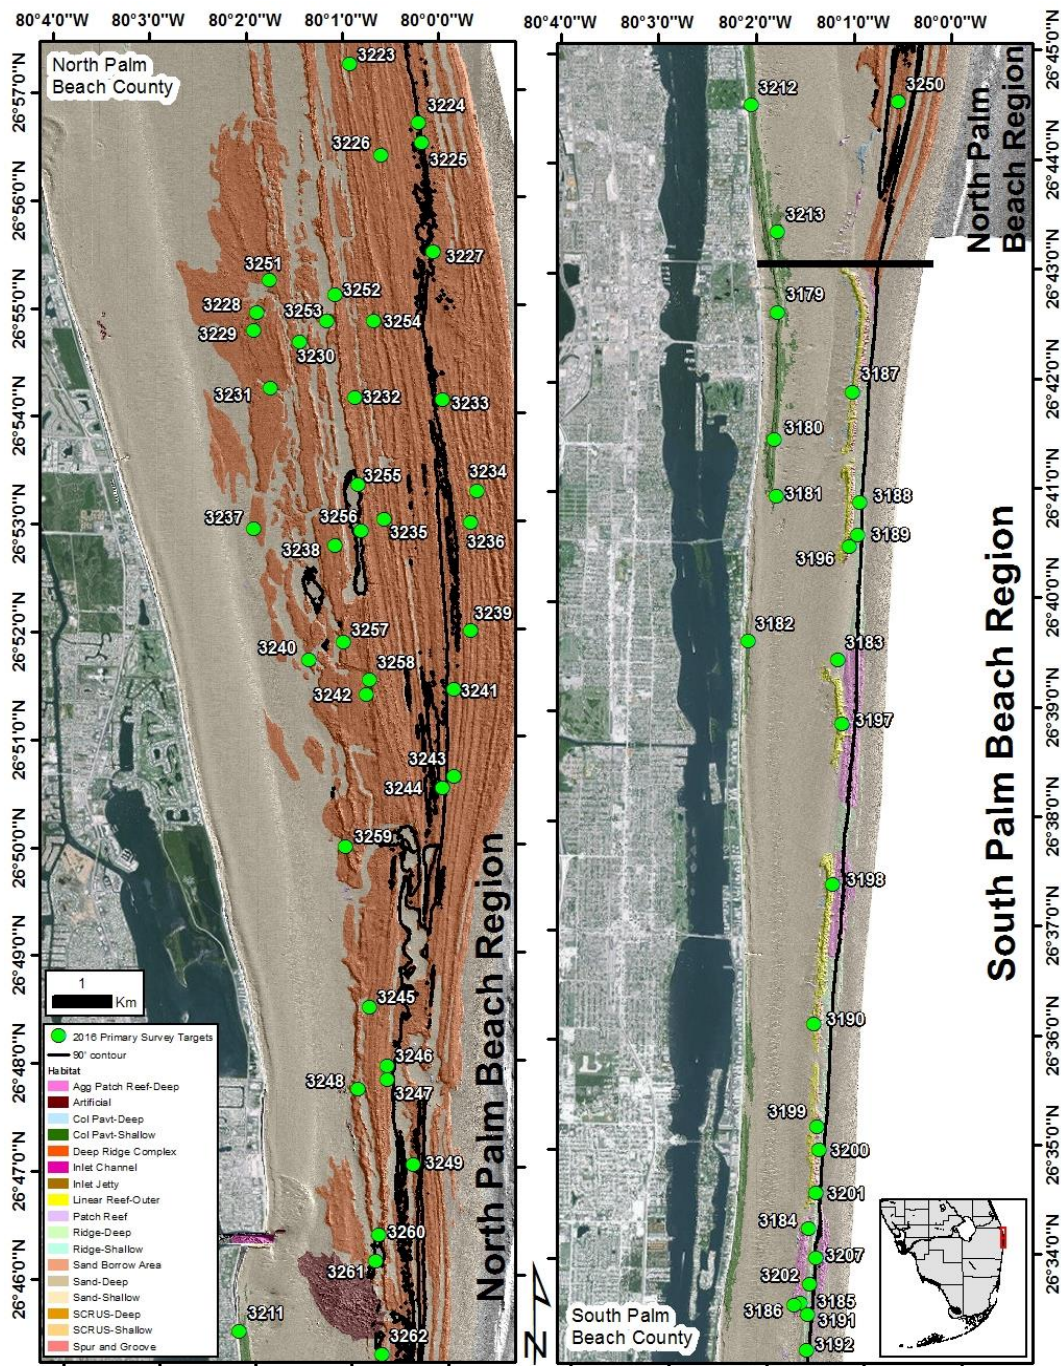 80°4'0"W 80°3'0"W 80°2'0"W 80°1'0"W 80°0'0"W
80°4'0"W 80°3'0"W 80°2'0"W 80°1'0"W 80°0'0"W
North Palm
Beach County
26°57'0"N
26°56'0"N
26°55'0"N
26°54'0"N
26°53'0"N
26°52'0"N
26°51'0"N
26°50'0"N
26°49'0"N
26°48'0"N
26°47'0"N
26°46'0"N
3223
3224
3226
3225
3227
3251
3252
3228
3253
3254
3229
3230
3231
3232
3233
3255
3234
3256
3235
3236
3237
3238
3239
3257
3240
3258
3242
3241
3243
3244
3259
3245
3246
3248
3247
3249
3260
3261
3211
3262
North Palm Beach Region
1
Km
2016 Primary Survey Targets
90' contour
Habitat
Agg Patch Reef-Deep
Artificial
Col Pavt-Deep
Col Pavt-Shallow
Deep Ridge Complex
Inlet Channel
Inlet Jetty
Linear Reef-Outer
Patch Reef
Ridge-Deep
Ridge-Shallow
Sand Borrow Area
Sand-Deep
Sand-Shallow
SCRUS-Deep
SCRUS-Shallow
Spur and Groove
N
3212
3250
3213
3179
3187
3180
3181
3188
3189
3196
3182
3183
3197
3198
3190
3199
3200
3201
3184
3207
3202
3185
3186
3191
3192
North Palm
Beach Region
South Palm Beach Region
South Palm
Beach County
26°45'0"N
26°44'0"N
26°43'0"N
26°42'0"N
26°41'0"N
26°40'0"N
26°39'0"N
26°38'0"N
26°37'0"N
26°36'0"N
26°35'0"N
26°34'0"N